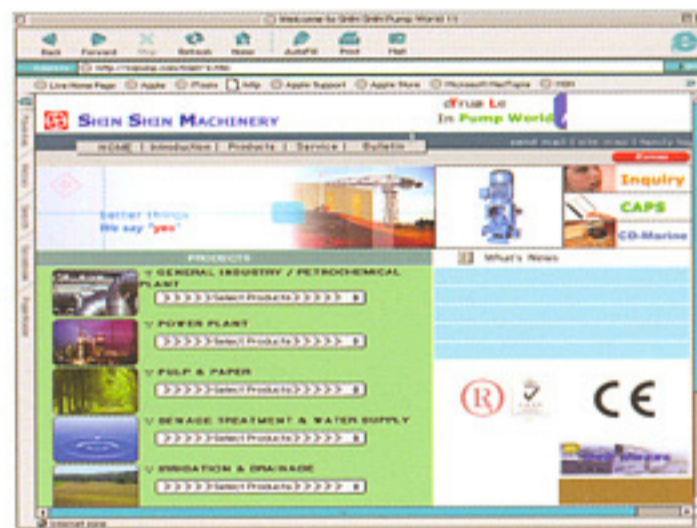 Welcome to Shin Shin Pump World !!
Back Forward Stop Refresh Home AutoFill Print Mail
Live Home Page Apple iTools Apple Support Apple Store Microsoft MacTopia MSN
SHIN SHIN MACHINERY
In Pump World
HOME | Introduction | Products | Service | Bulletin
better things
We say "yes"
Inquiry
CAPS
CD-Marine
PRODUCTS
What's News
GENERAL INDUSTRY / PETROCHEMICAL
PLANT
>>>>>Select Products>>>>>
POWER PLANT
>>>>>Select Products>>>>>
PULP & PAPER
>>>>>Select Products>>>>>
SEWAGE TREATMENT & WATER SUPPLY
>>>>>Select Products>>>>>
IRRIGATION & DRAINAGE
>>>>>Select Products>>>>>
R
CE
Internet zone